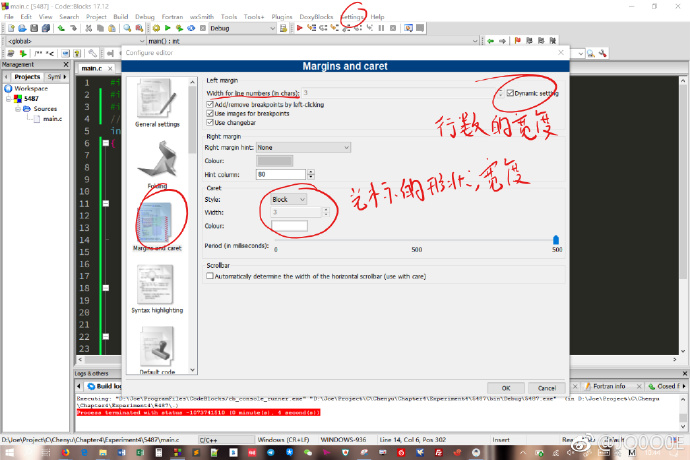 main.c [5487] - Code::Blocks 17.12
File Edit View Search Project Build Debug Fortran wxSmith Tools Tools+ Plugins DoxyBlocks Settings Help
Debug
<global>
main() : int
Management
Projects
Workspace
5487
Sources
main.c
main.c
1
2
3
4
5
6
7
8
9
10
11
12
13
14
15
16
17
18
19
20
21
22
23
Configure editor
Margins and caret
General settings
Folding
Margins and caret
Syntax highlighting
Default code
Left margin
Width for line numbers (in chars): 3
Dynamic setting
Add/remove breakpoints by left-clicking
Use images for breakpoints
Use changebar
行数的宽度
Right margin
Right margin hint: None
Colour:
Hint column: 80
Caret
Style: Block
Width: 3
Colour:
光标的形状,宽度
Period (in miliseconds): 0 500 500
Scrollbar
Automatically determine the width of the horizontal scrollbar (use with care)
OK Cancel
Logs & others
Build log
Fortran info
Closed f
Executing: "D:\Joe\ProgramFiles\CodeBlocks/cb_console_runner.exe" "D:\Joe\Project\C\Chenyu\Chapter4\Experiment4\5487\bin\Debug\5487.exe" (in D:\Joe\Project\C\Chenyu
\Chapter4\Experiment4\5487\.)
Process terminated with status -1073741510 (0 minute(s), 5 second(s))
D:\Joe\Project\C\Chenyu\Chapter4\Experiment4\5487\main.c
C/C++
Windows (CR+LF)
WINDOWS-936
Line 14, Col 6, Pos 302
Insert